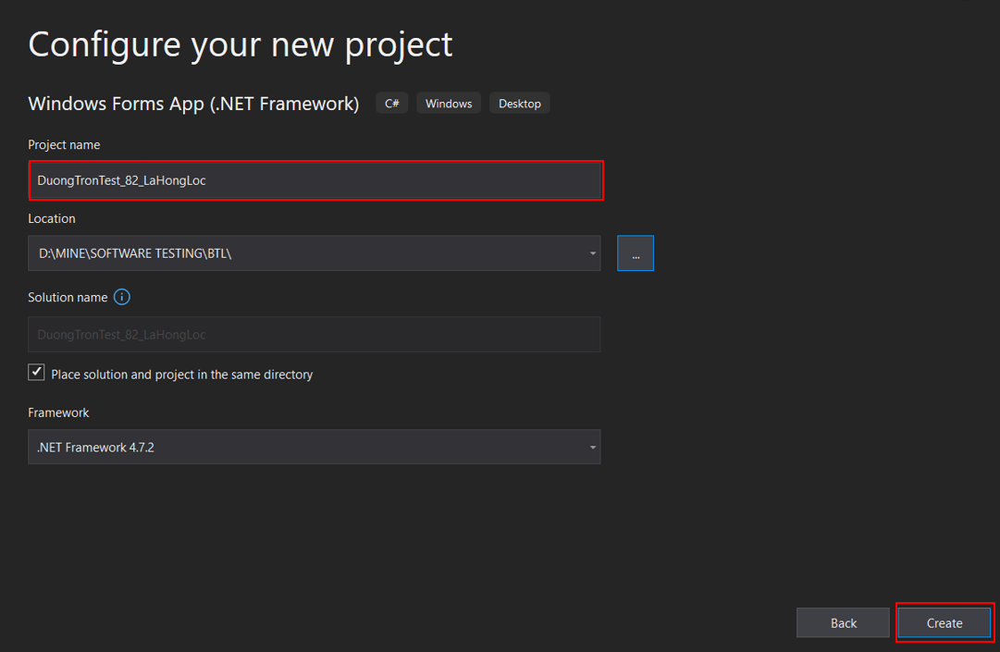 Configure your new project
Windows Forms App (.NET Framework) C# Windows Desktop
Project name
DuongTronTest_82_LaHongLoc
Location
D:\MINE\SOFTWARE TESTING\BTL\ ...
Solution name
DuongTronTest_82_LaHongLoc
Place solution and project in the same directory
Framework
.NET Framework 4.7.2
Back Create